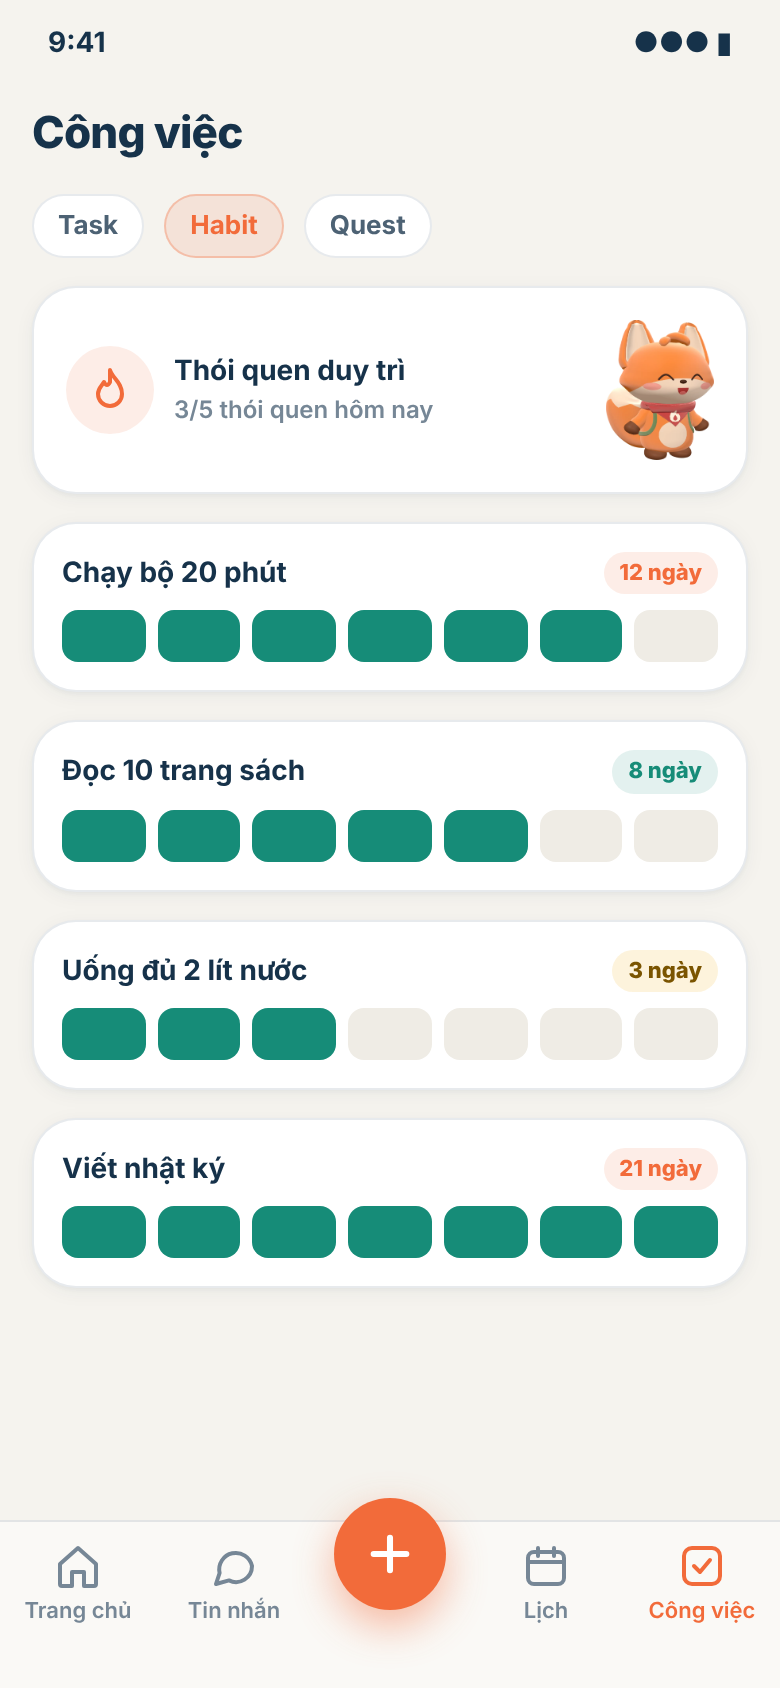 9:41
Công việc
Task
Habit
Quest
Thói quen duy trì
3/5 thói quen hôm nay
Chạy bộ 20 phút
12 ngày
Đọc 10 trang sách
8 ngày
Uống đủ 2 lít nước
3 ngày
Viết nhật ký
21 ngày
Trang chủ
Tin nhắn
Lịch
Công việc